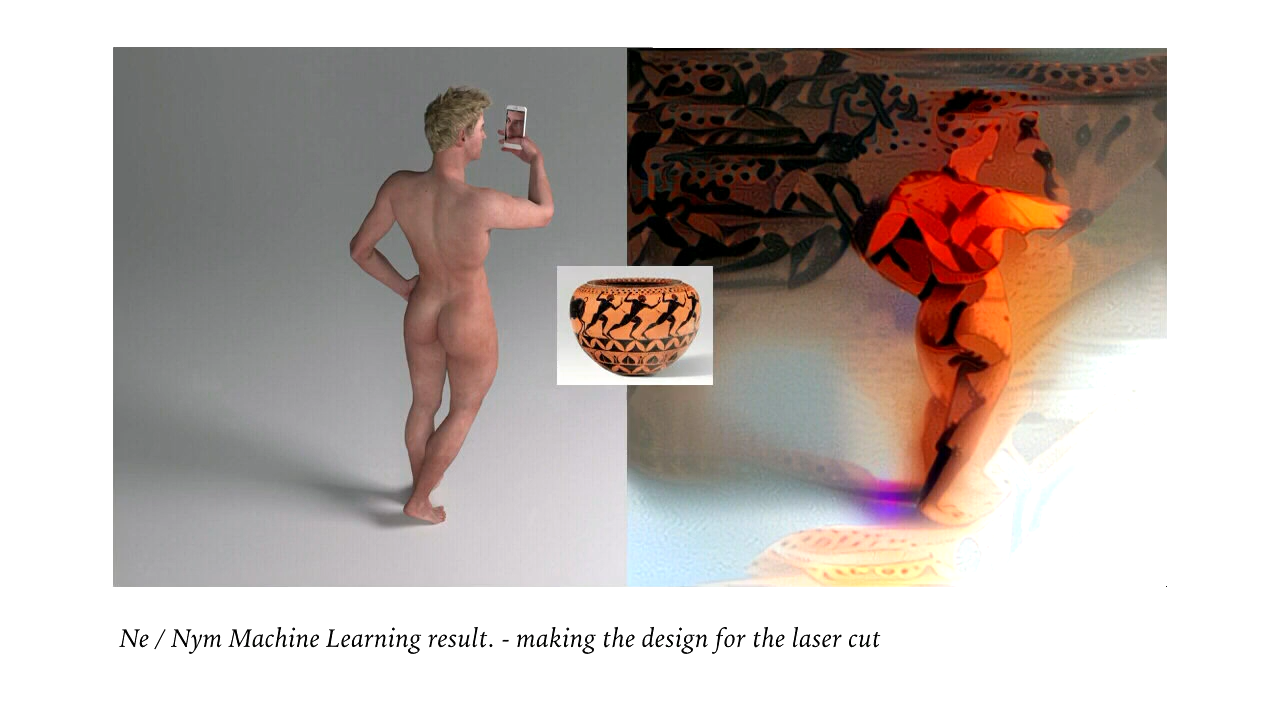 Ne / Nym Machine Learning result. - making the design for the laser cut